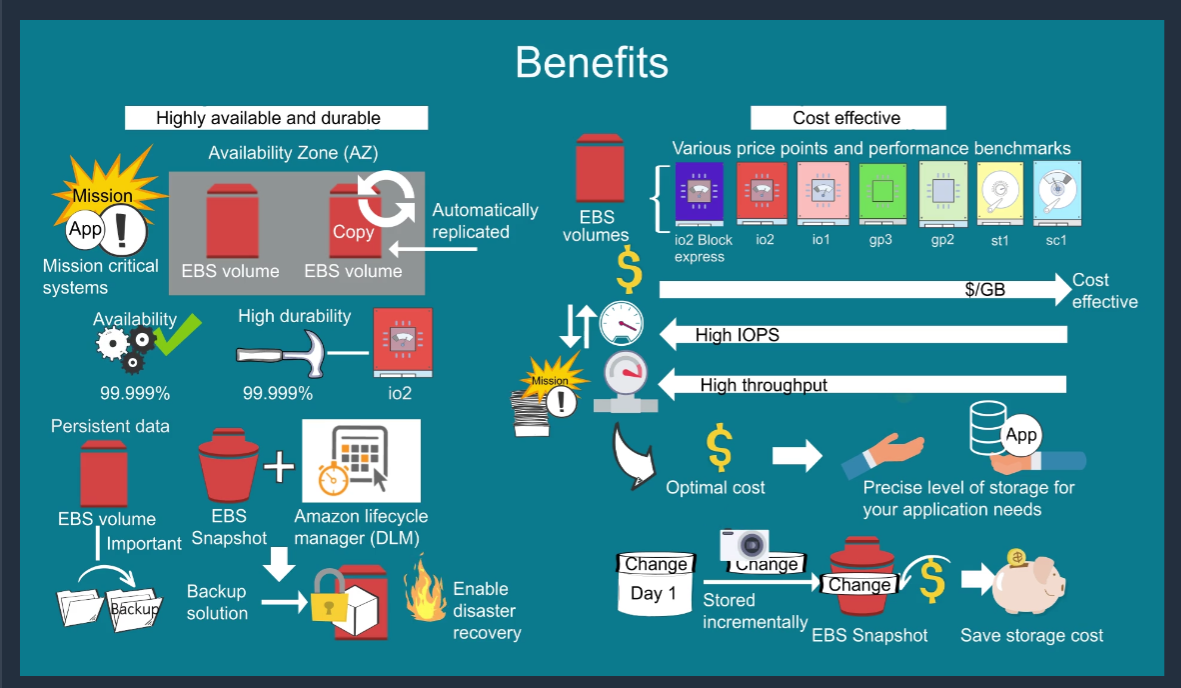 Benefits
Highly available and durable
Availability Zone (AZ)
Mission
App
!
Mission critical
systems
EBS volume
Copy
EBS volume
Automatically
replicated
Availability
99.999%
High durability
99.999%
io2
Persistent data
EBS volume
Important
Backup
EBS
Snapshot
+
Amazon lifecycle
manager (DLM)
Backup
solution
Enable
disaster
recovery
Cost effective
Various price points and performance benchmarks
EBS
volumes
io2 Block
express
io2
io1
gp3
gp2
st1
sc1
$
$/GB
Cost
effective
High IOPS
High throughput
Mission
!
$
Optimal cost
App
Precise level of storage for
your application needs
Change
Day 1
Change
Stored
incrementally
Change
EBS Snapshot
$
Save storage cost